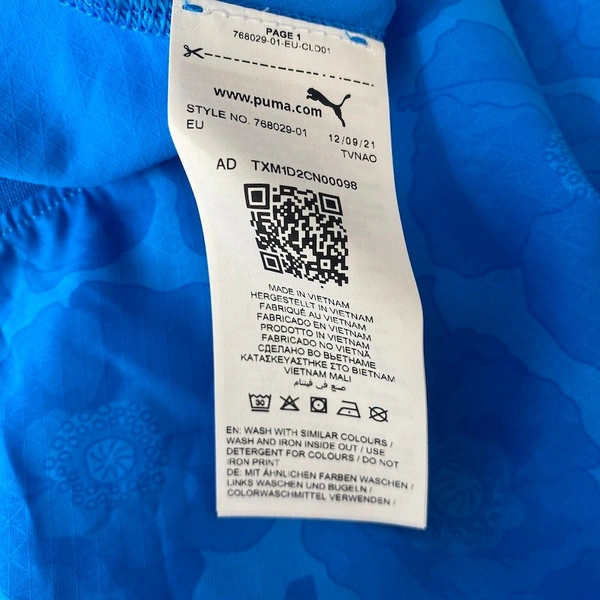 PAGE 1
768029-01-EU-CLD01
www.puma.com
STYLE NO. 768029-01
EU
12/09/21
TVNAO
AD TXM1D2CN00098
MADE IN VIETNAM
HERGESTELLT IN VIETNAM
FABRIQUÉ AU VIETNAM
FABRICADO EN VIETNAM
PRODOTTO IN VIETNAM
FABRICADO NO VIETNÃ
СДЕЛАНО ВО ВЬЕТНАМЕ
ΚΑΤΑΣΚΕΥΑΣΤΗΚΕ ΣΤΟ ΒΙΕΤΝΑΜ
VIETNAM MALI
صنع في فيتنام
30
EN: WASH WITH SIMILAR COLOURS /
WASH AND IRON INSIDE OUT / USE
DETERGENT FOR COLOURS / DO NOT
IRON PRINT
DE: MIT ÄHNLICHEN FARBEN WASCHEN /
LINKS WASCHEN UND BUGELN /
COLORWASCHMITTEL VERWENDEN /